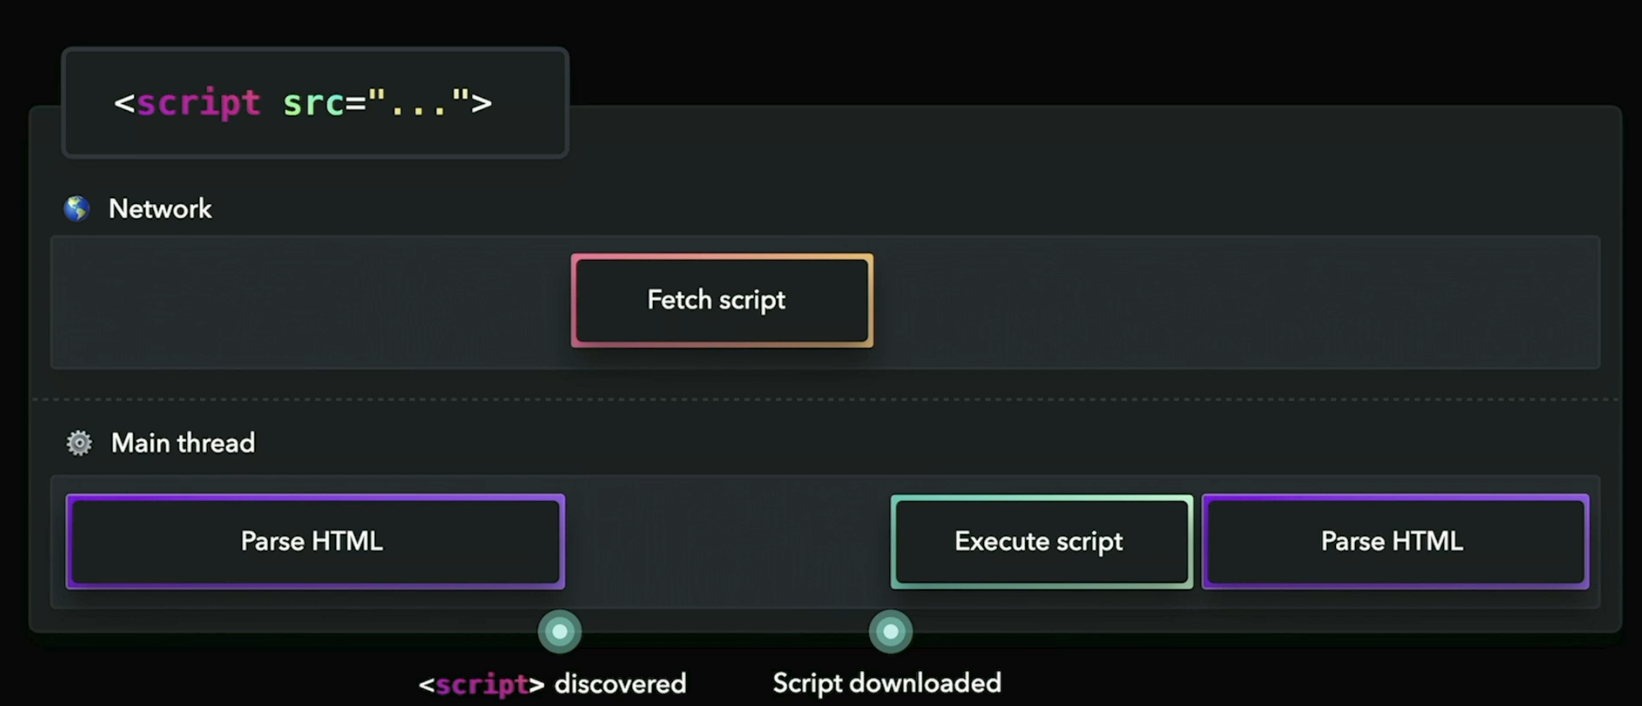 <script src="...">
Network
Fetch script
Main thread
Parse HTML
Execute script
Parse HTML
<script> discovered
Script downloaded